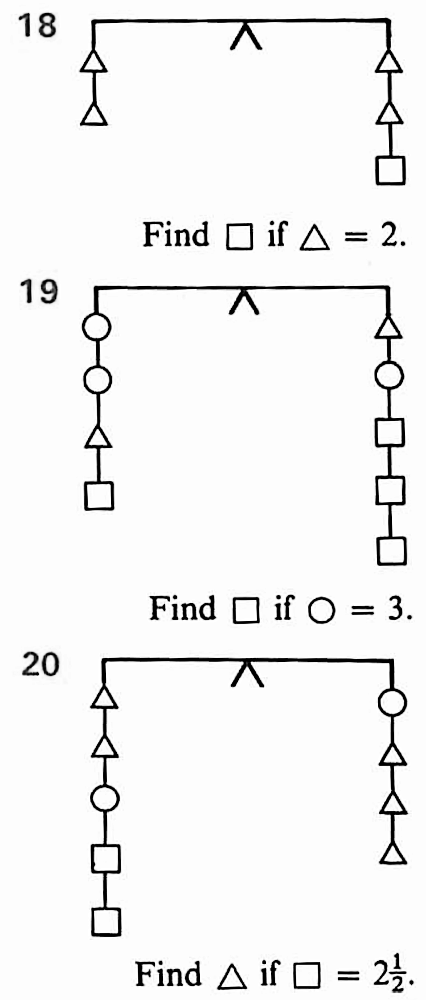 18
Find □ if △ = 2.
19
Find □ if ○ = 3.
20
Find △ if □ = 2½.